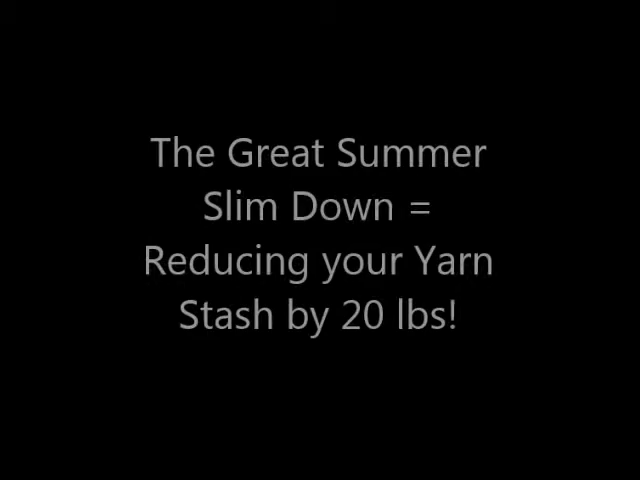 The Great Summer
Slim Down =
Reducing your Yarn
Stash by 20 lbs!